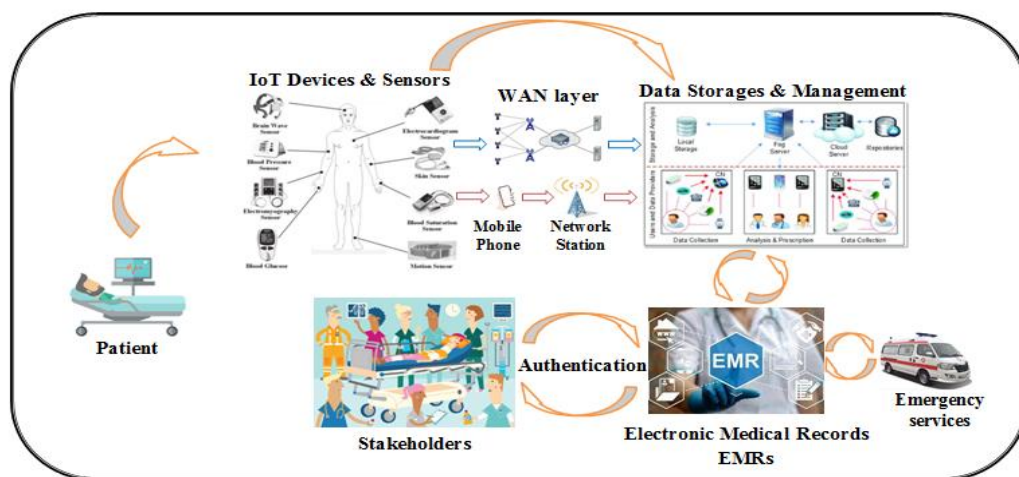 IoT Devices & Sensors
WAN layer
Data Storages & Management
Brain Wave
Sensor
Blood Pressure
Sensor
Electromyography
Sensor
Blood Glucose
Electrocardiogram
Sensor
Skin Sensor
Blood Saturation
Sensor
Motion Sensor
Mobile
Phone
Network
Station
Storage and Analysis
Local
Storage
Fog
Server
Cloud
Server
Repositories
Users and Data Providers
CN
CN
Data Collection
Analysis & Prescription
Data Collection
Patient
Authentication
Stakeholders
EMR
www
Electronic Medical Records
EMRs
Emergency
services